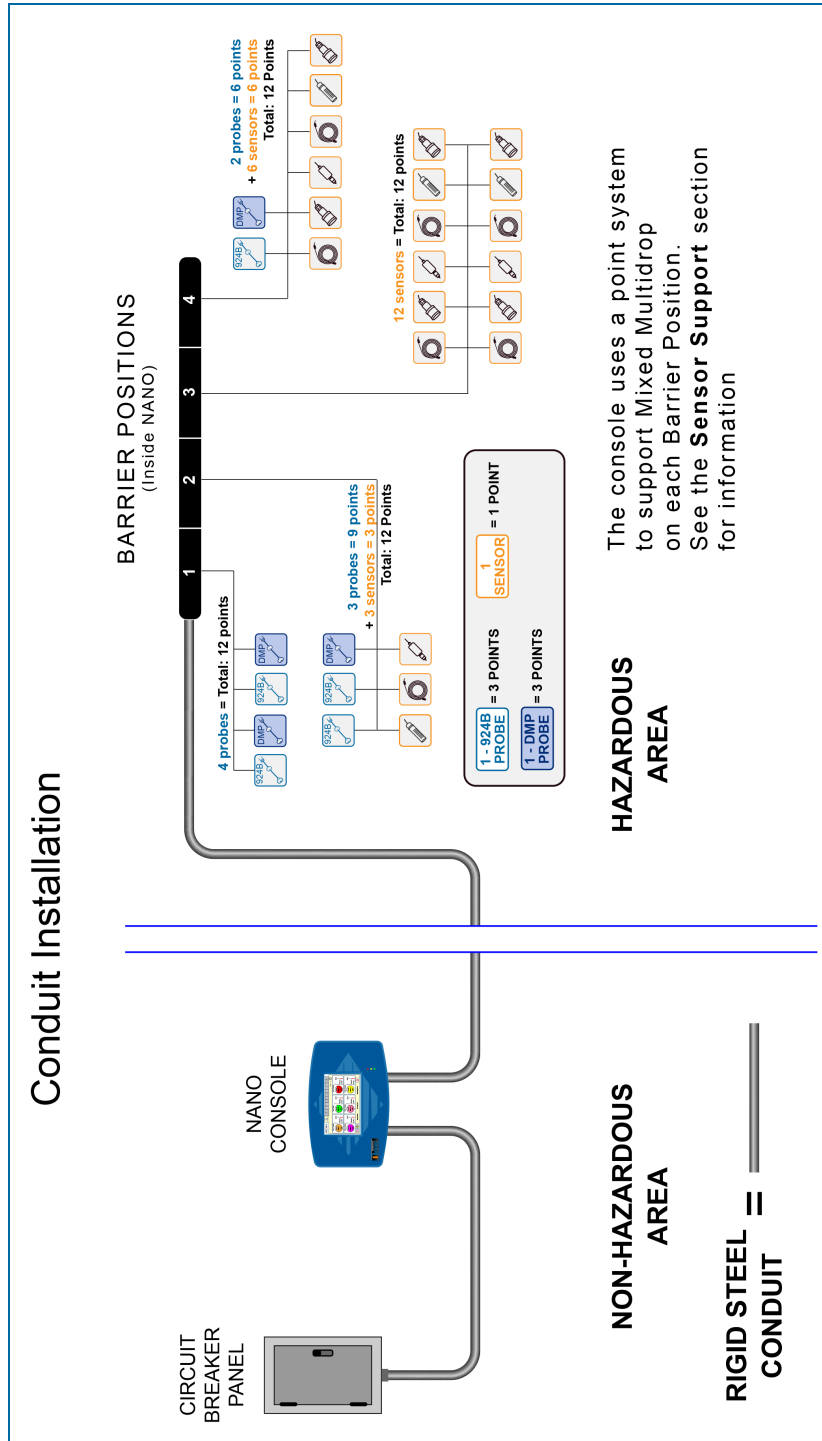 Conduit Installation
CIRCUIT
BREAKER
PANEL
NANO
CONSOLE
BARRIER POSITIONS
(Inside NANO)
1
2
3
4
4 probes = Total: 12 points
924B
DMP
924B
DMP
3 probes = 9 points
+ 3 sensors = 3 points
Total: 12 Points
924B
924B
DMP
12 sensors = Total: 12 points
2 probes = 6 points
+ 6 sensors = 6 points
Total: 12 Points
924B
DMP
1 - 924B
PROBE
= 3 POINTS
1 - DMP
PROBE
= 3 POINTS
1
SENSOR
= 1 POINT
NON-HAZARDOUS
AREA
HAZARDOUS
AREA
The console uses a point system
to support Mixed Multidrop
on each Barrier Position.
See the Sensor Support section
for information
RIGID STEEL
CONDUIT
=